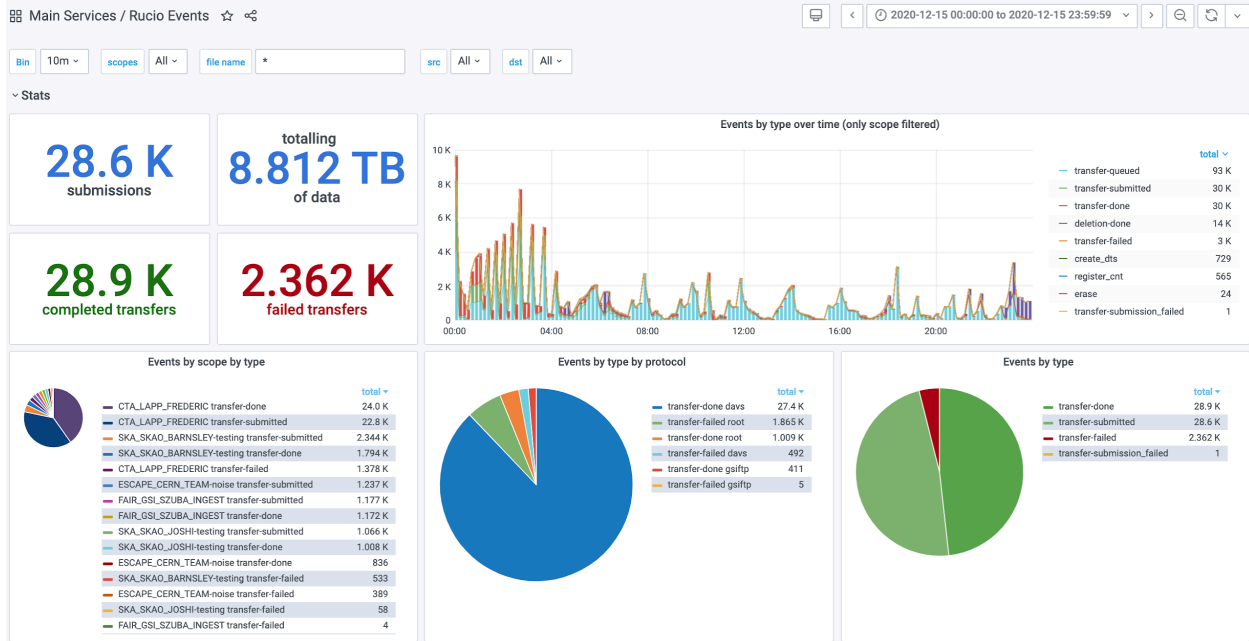 Main Services / Rucio Events
2020-12-15 00:00:00 to 2020-12-15 23:59:59
Bin 10m scopes All file name * src All dst All
Stats
28.6 K
submissions
totalling
8.812 TB
of data
28.9 K
completed transfers
2.362 K
failed transfers
Events by type over time (only scope filtered)
10 K
8 K
6 K
4 K
2 K
0
00:00 04:00 08:00 12:00 16:00 20:00
total
transfer-queued 93 K
transfer-submitted 30 K
transfer-done 30 K
deletion-done 14 K
transfer-failed 3 K
create_dts 729
register_cnt 565
erase 24
transfer-submission_failed 1
Events by scope by type
total
CTA_LAPP_FREDERIC transfer-done 24.0 K
CTA_LAPP_FREDERIC transfer-submitted 22.8 K
SKA_SKAO_BARNSLEY-testing transfer-submitted 2.344 K
SKA_SKAO_BARNSLEY-testing transfer-done 1.794 K
CTA_LAPP_FREDERIC transfer-failed 1.378 K
ESCAPE_CERN_TEAM-noise transfer-submitted 1.237 K
FAIR_GSI_SZUBA_INGEST transfer-submitted 1.177 K
FAIR_GSI_SZUBA_INGEST transfer-done 1.172 K
SKA_SKAO_JOSHI-testing transfer-submitted 1.066 K
SKA_SKAO_JOSHI-testing transfer-done 1.008 K
ESCAPE_CERN_TEAM-noise transfer-done 836
SKA_SKAO_BARNSLEY-testing transfer-failed 533
ESCAPE_CERN_TEAM-noise transfer-failed 389
SKA_SKAO_JOSHI-testing transfer-failed 58
FAIR_GSI_SZUBA_INGEST transfer-failed 4
Events by type by protocol
total
transfer-done davs 27.4 K
transfer-failed root 1.865 K
transfer-done root 1.009 K
transfer-failed davs 492
transfer-done gsiftp 411
transfer-failed gsiftp 5
Events by type
total
transfer-done 28.9 K
transfer-submitted 28.6 K
transfer-failed 2.362 K
transfer-submission_failed 1